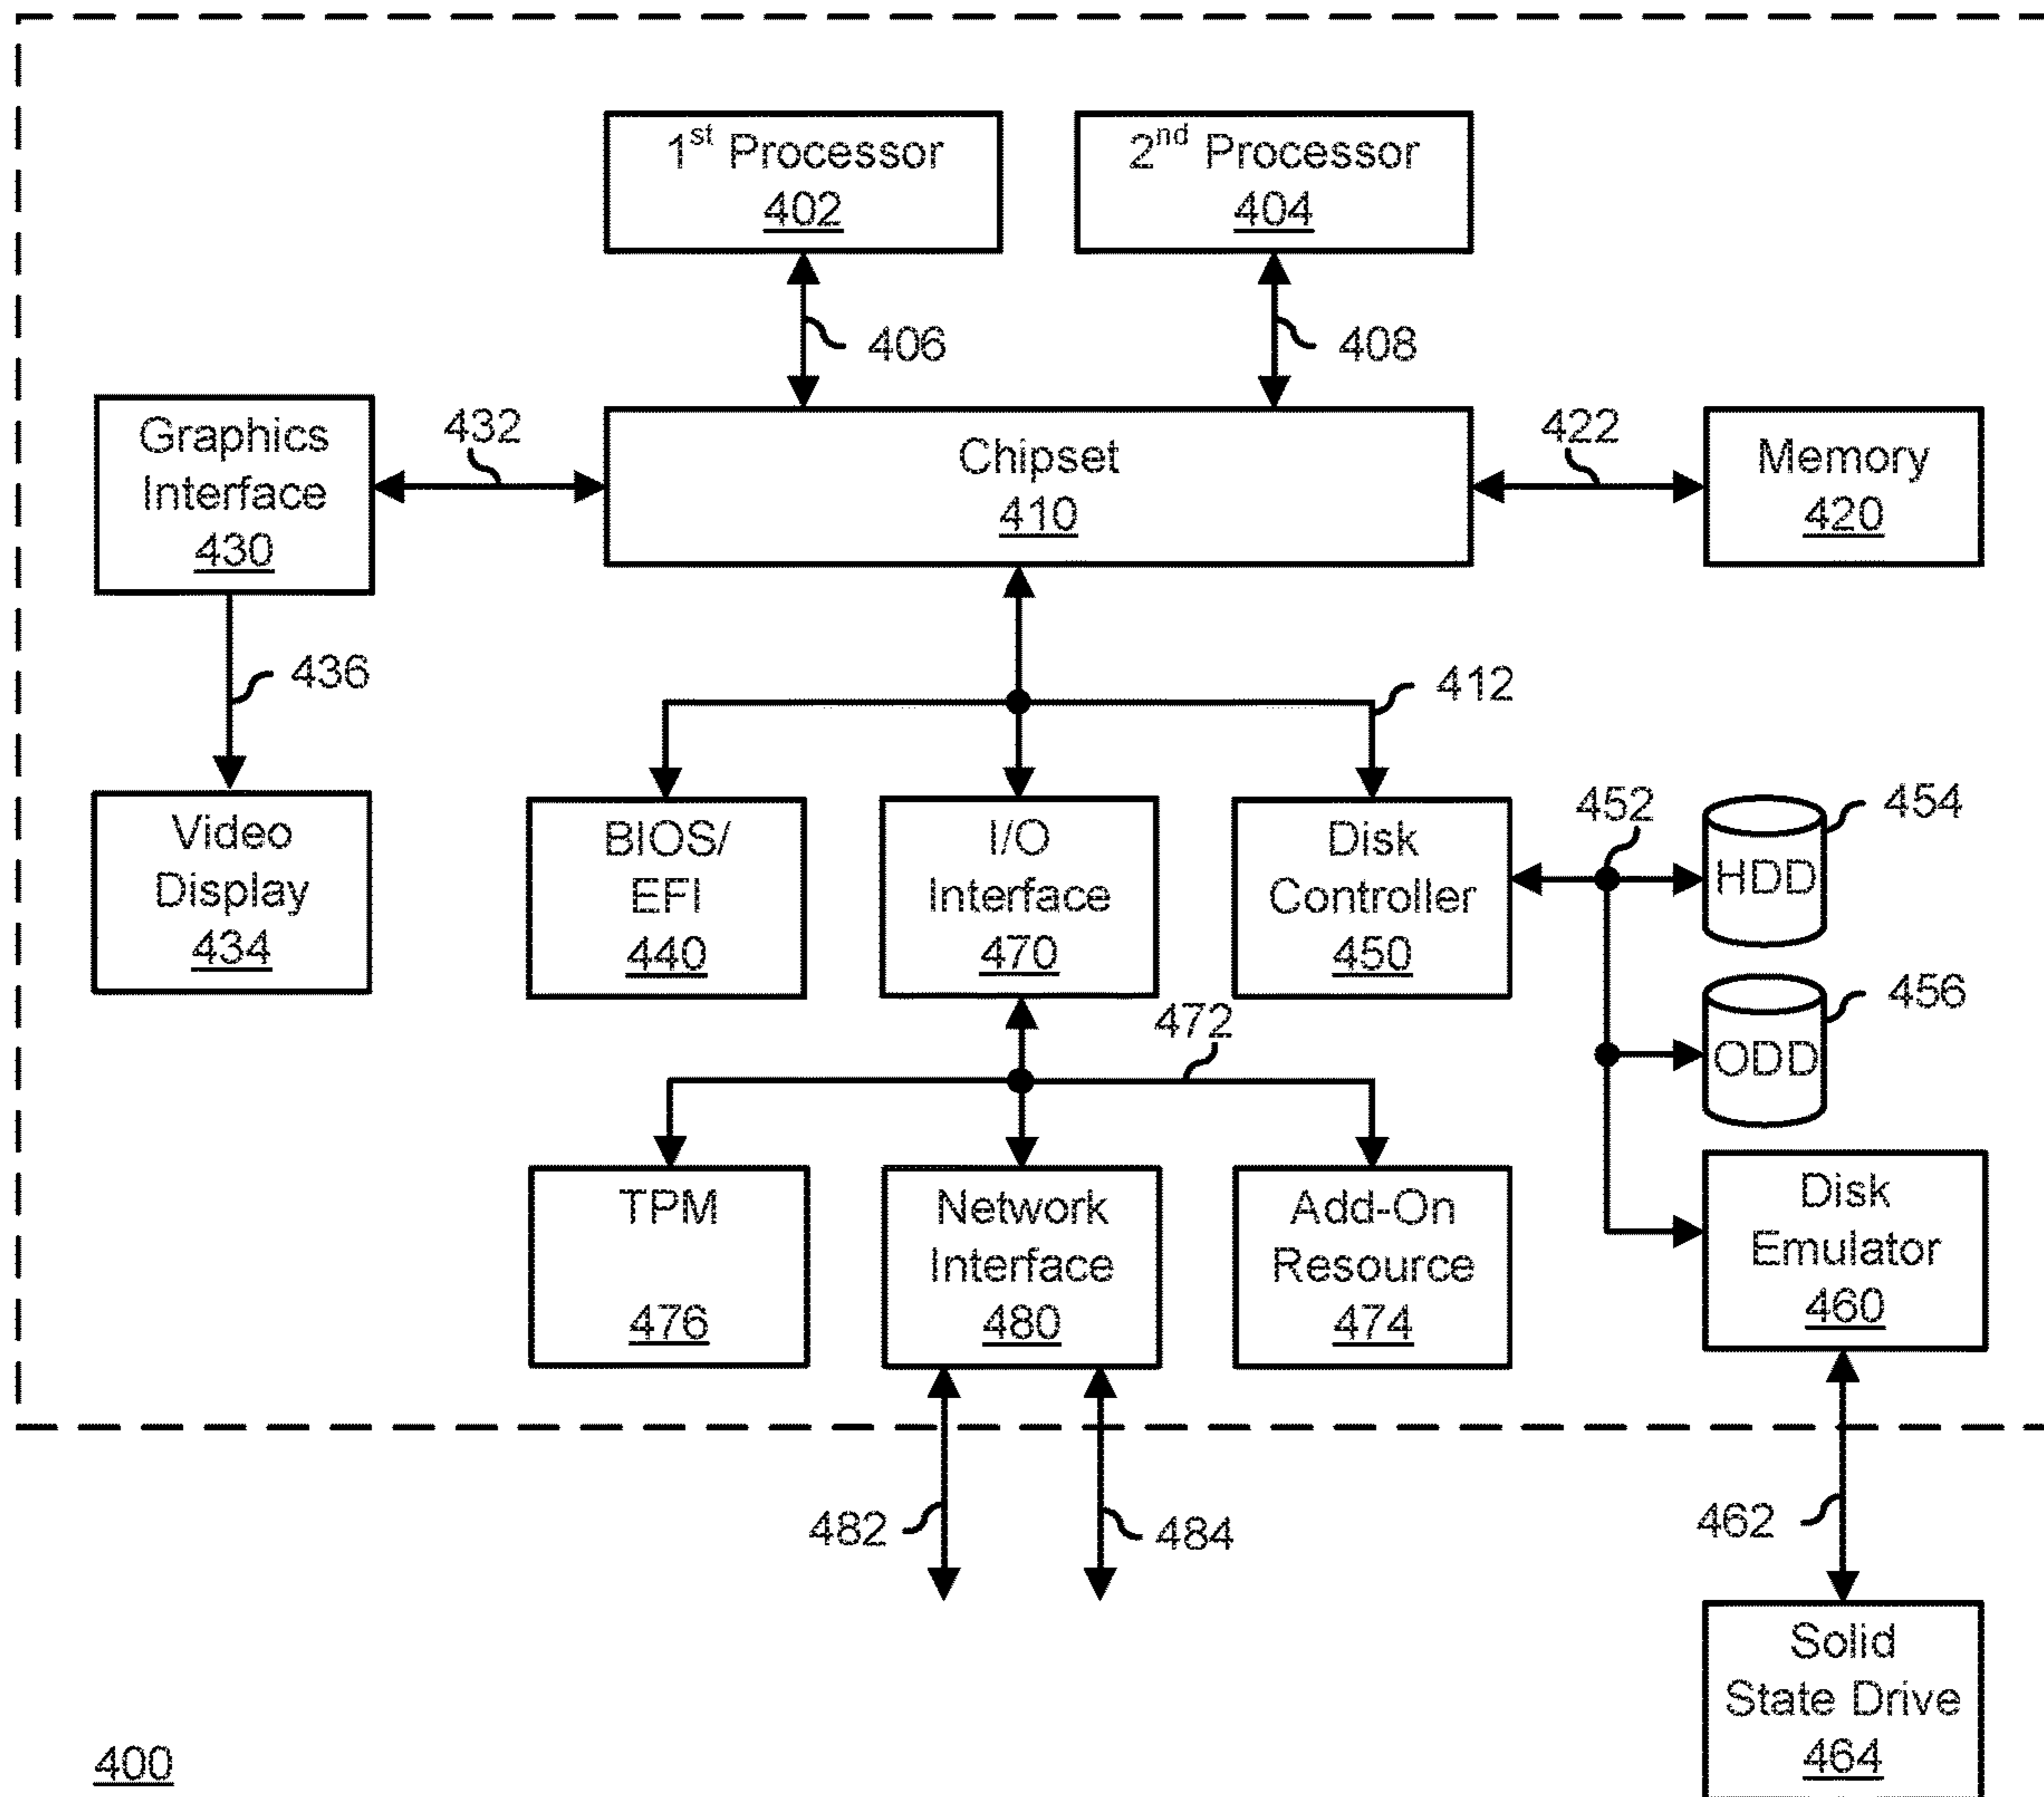 1st Processor
402
2nd Processor
404
406
408
Graphics
Interface
430
432
Chipset
410
422
Memory
420
436
412
Video
Display
434
BIOS/
EFI
440
I/O
Interface
470
Disk
Controller
450
452
HDD
454
ODD
456
472
TPM
476
Network
Interface
480
Add-On
Resource
474
Disk
Emulator
460
482
484
462
Solid
State Drive
464
400